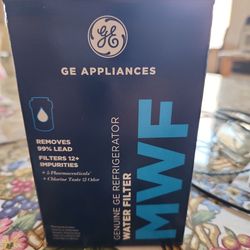 GE
GE APPLIANCES
REMOVES
99% LEAD
FILTERS 12+
IMPURITIES
+ 5 Pharmaceuticals
+ Chlorine Taste & Odor
GENUINE GE REFRIGERATOR
WATER FILTER
MWF